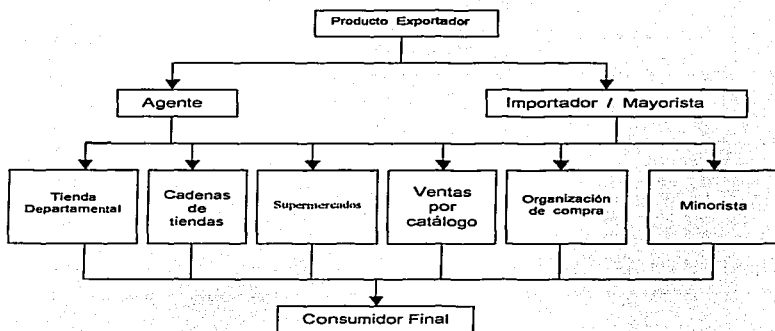 Producto Exportador
Agente
Importador / Mayorista
Tienda
Departamental
Cadenas
de
tiendas
Supermercados
Ventas
por
catálogo
Organización
de compra
Minorista
Consumidor Final